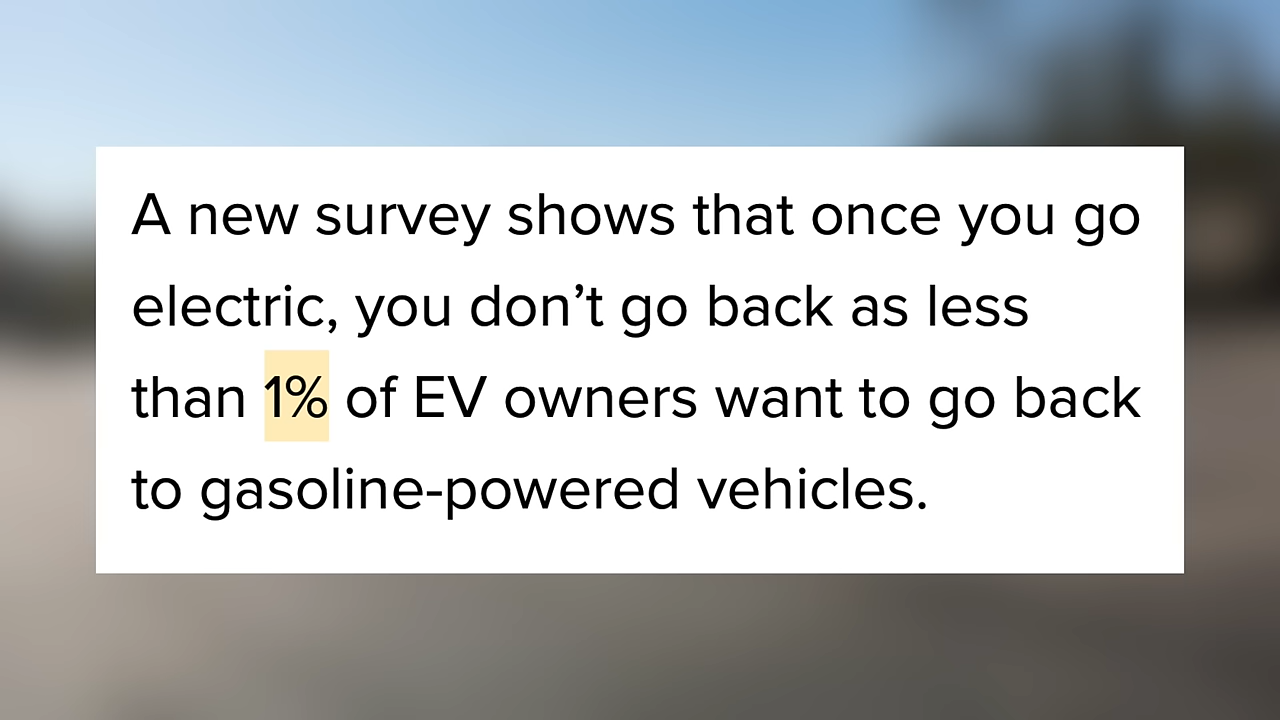 A new survey shows that once you go
electric, you don’t go back as less
than 1% of EV owners want to go back
to gasoline-powered vehicles.